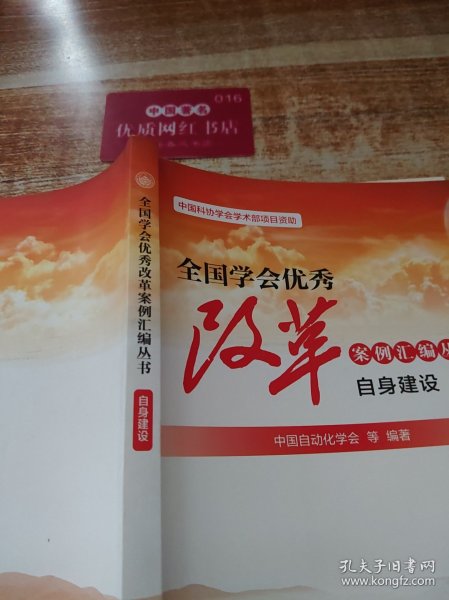 016
中国著名
优质网红书店
中国科协学会学术部项目资助
全国学会优秀
改革
案例汇编丛
自身建设
中国自动化学会 等 编著
全国学会优秀改革案例汇编丛书
自身建设
孔夫子旧书网
www.kongfz.com